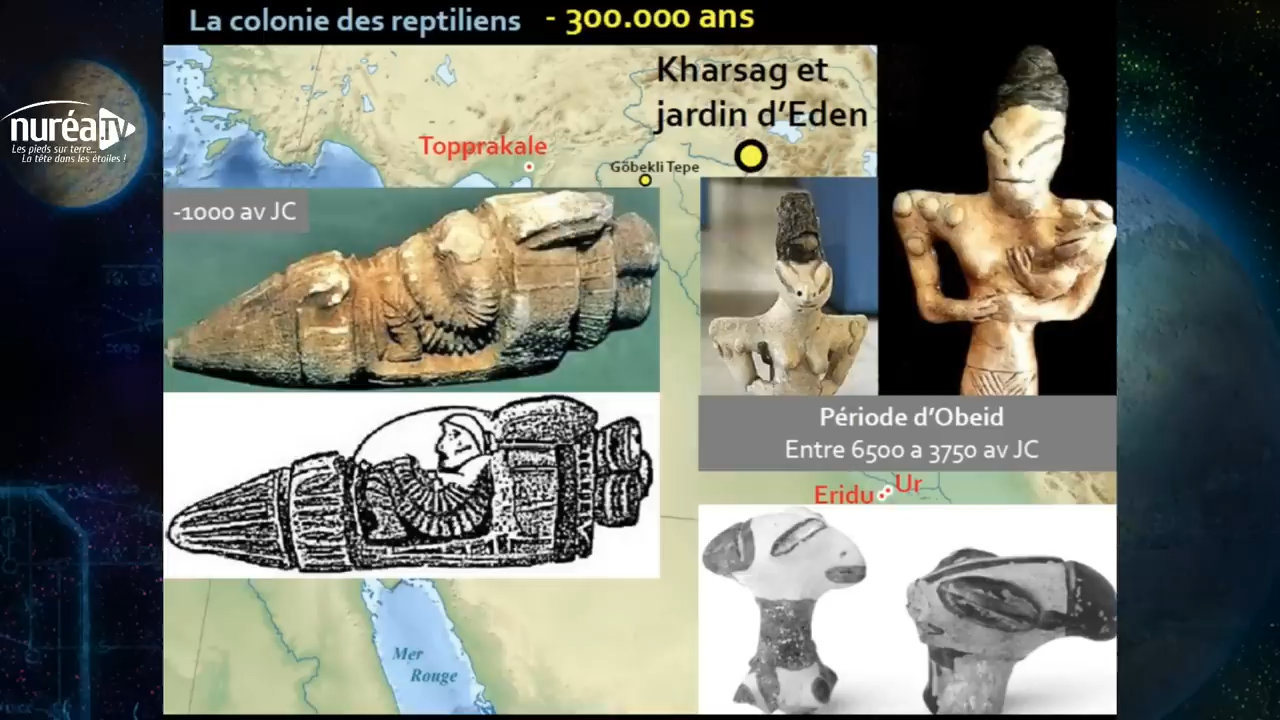 La colonie des reptiliens - 300.000 ans
Kharsag et
jardin d'Eden
nuréa tv
Les pieds sur terre...
La tête dans les étoiles !
Topprakale
Göbekli Tepe
-1000 av JC
Période d'Obeid
Entre 6500 a 3750 av JC
Eridu Ur
Mer
Rouge